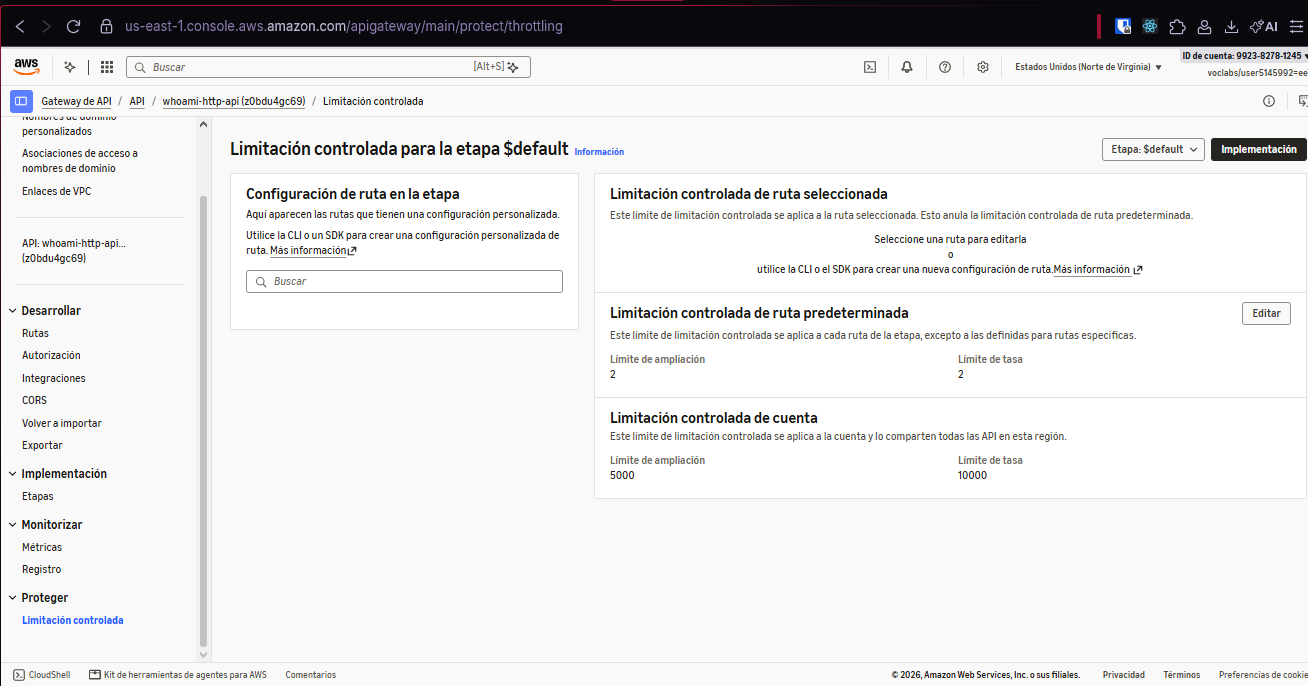 us-east-1.console.aws.amazon.com/apigateway/main/protect/throttling
AI
aws
Buscar
[Alt+S]
Estados Unidos (Norte de Virginia)
ID de cuenta: 9923-8278-1245
voclabs/user5145992=ee
Gateway de API / API / whoami-http-api (z0bdu4gc69) / Limitación controlada
Nombres de dominio
personalizados
Asociaciones de acceso a
nombres de dominio
Enlaces de VPC
API: whoami-http-api...
(z0bdu4gc69)
Desarrollar
Rutas
Autorización
Integraciones
CORS
Volver a importar
Exportar
Implementación
Etapas
Monitorizar
Métricas
Registro
Proteger
Limitación controlada
Limitación controlada para la etapa $default Información
Etapa: $default
Implementación
Configuración de ruta en la etapa
Aquí aparecen las rutas que tienen una configuración personalizada.
Utilice la CLI o un SDK para crear una configuración personalizada de
ruta. Más información
Buscar
Limitación controlada de ruta seleccionada
Este límite de limitación controlada se aplica a la ruta seleccionada. Esto anula la limitación controlada de ruta predeterminada.
Seleccione una ruta para editarla
o
utilice la CLI o el SDK para crear una nueva configuración de ruta.Más información
Limitación controlada de ruta predeterminada
Editar
Este límite de limitación controlada se aplica a cada ruta de la etapa, excepto a las definidas para rutas específicas.
Límite de ampliación
2
Límite de tasa
2
Limitación controlada de cuenta
Este límite de limitación controlada se aplica a la cuenta y lo comparten todas las API en esta región.
Límite de ampliación
5000
Límite de tasa
10000
CloudShell
Kit de herramientas de agentes para AWS
Comentarios
© 2026, Amazon Web Services, Inc. o sus filiales.
Privacidad
Términos
Preferencias de cookie